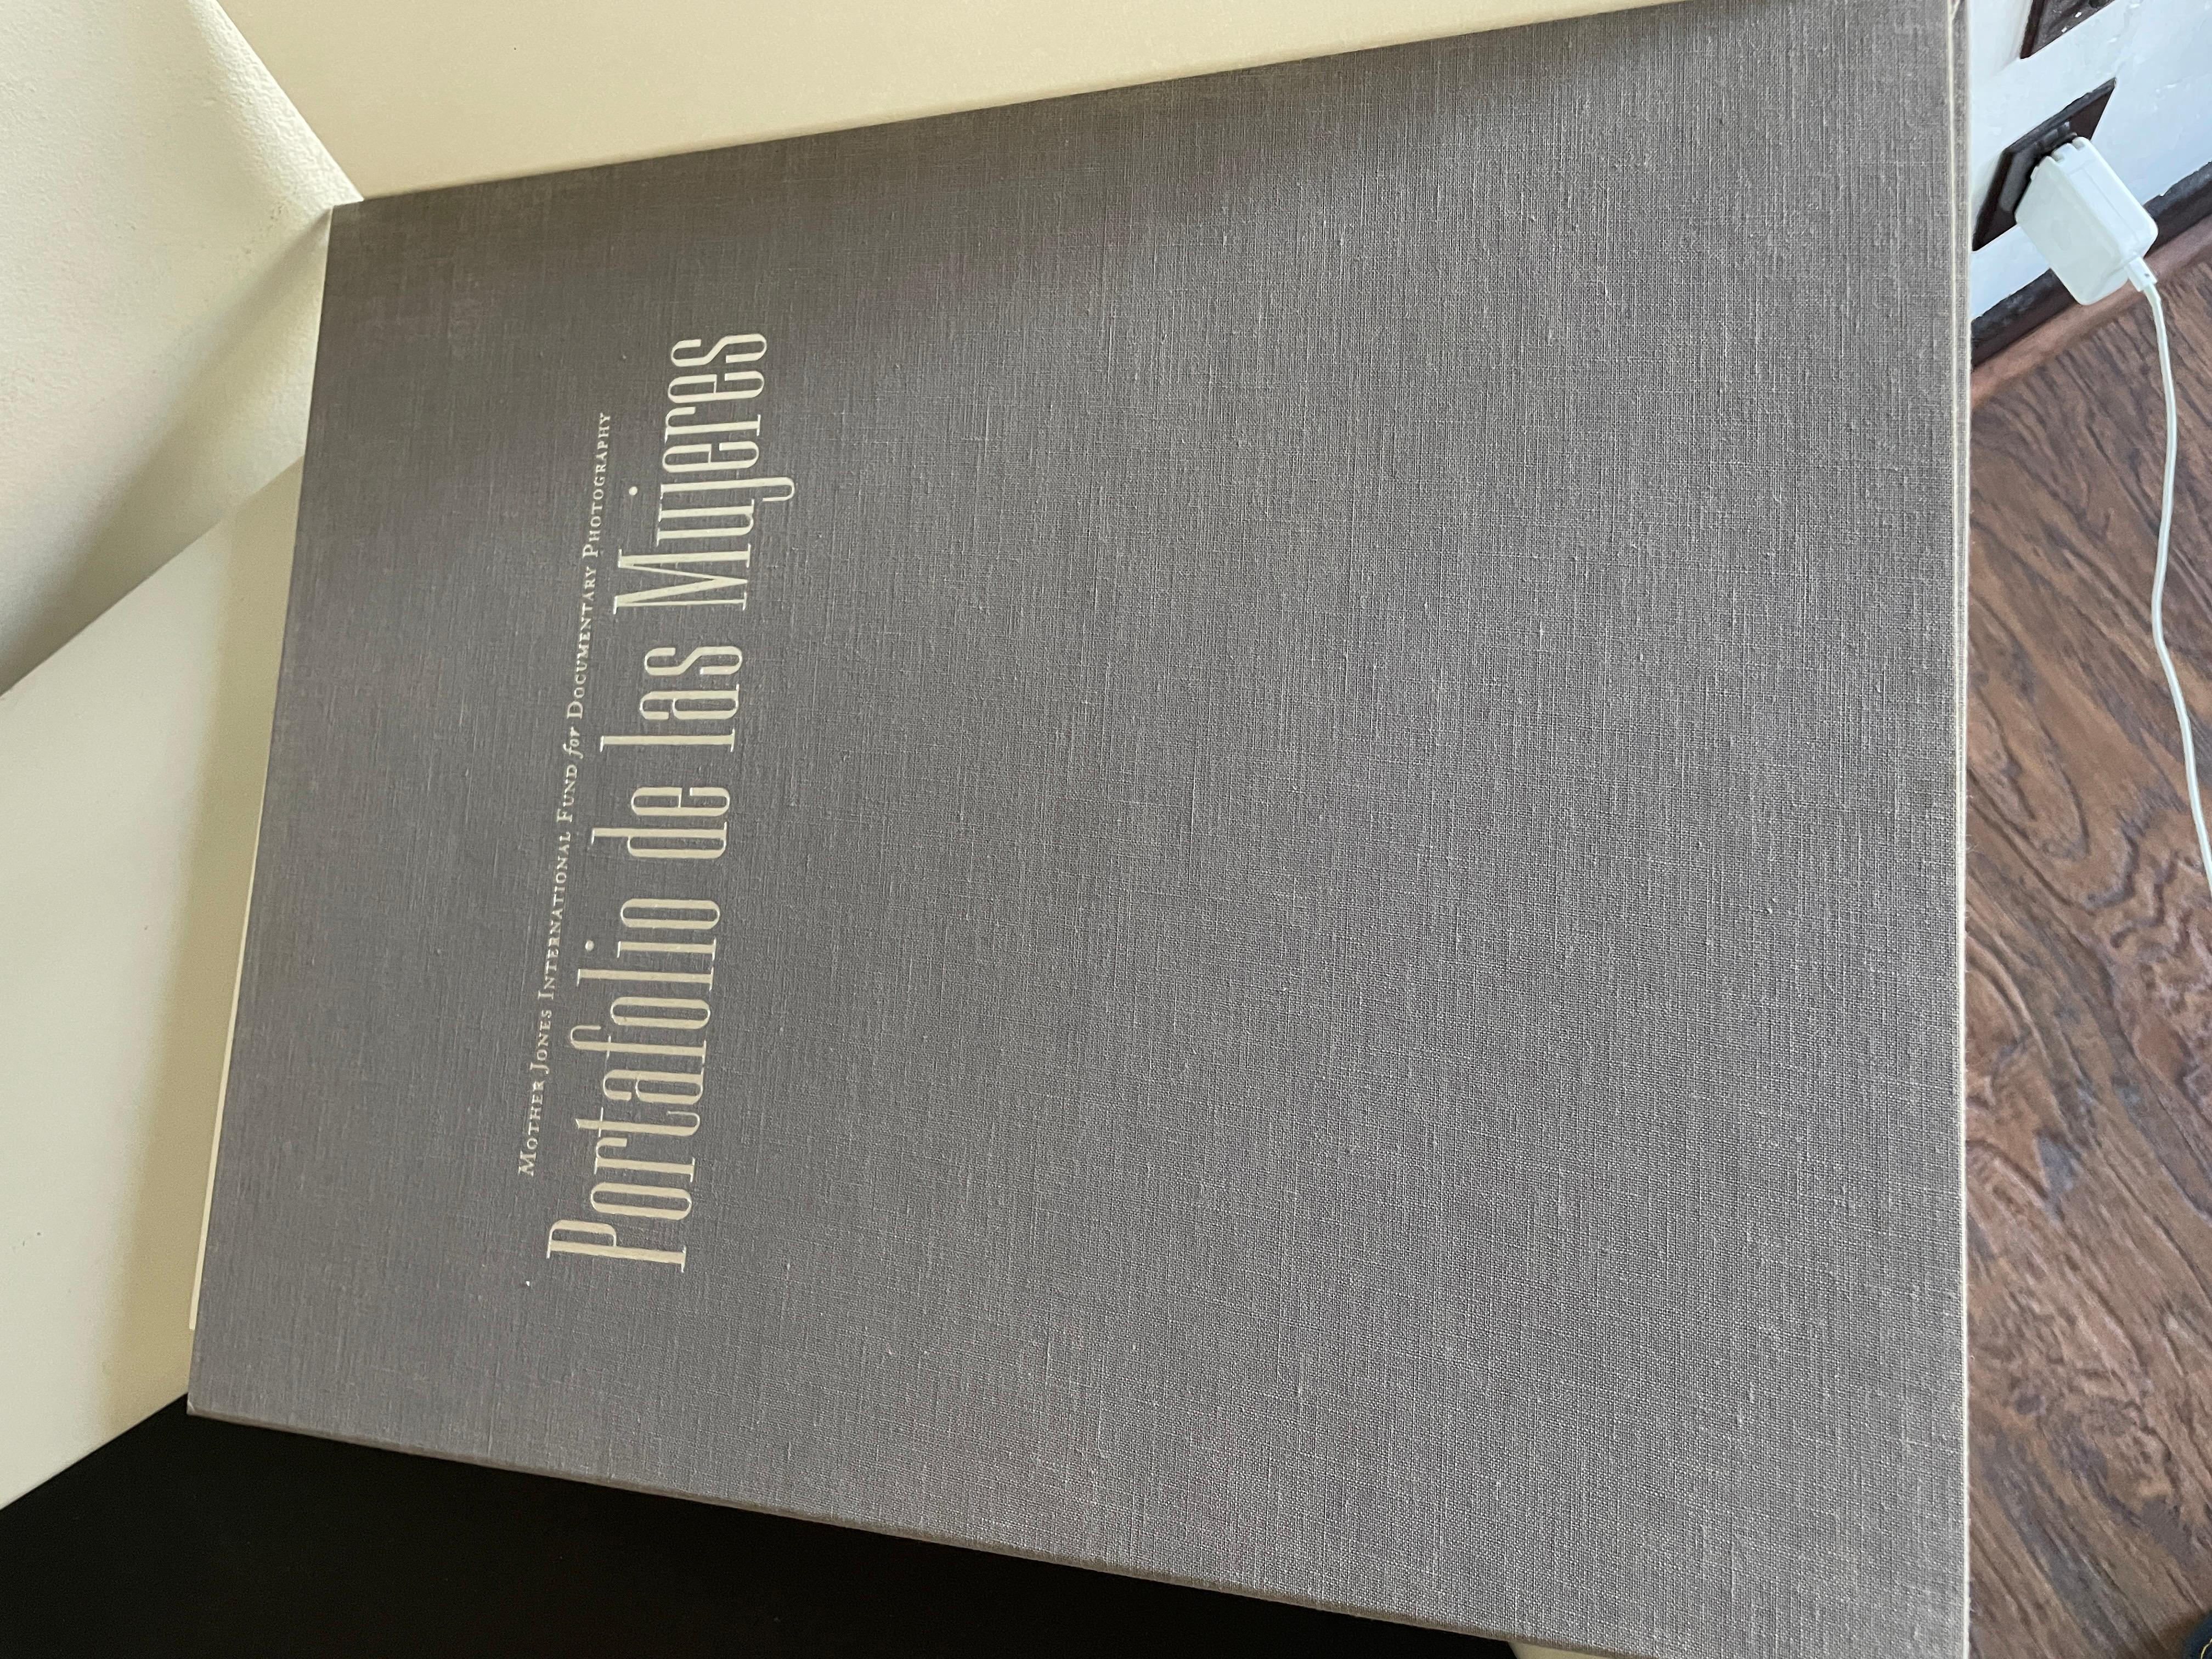 Mother Jones International Fund for Documentary Photography
Portafolio de las Mujeres